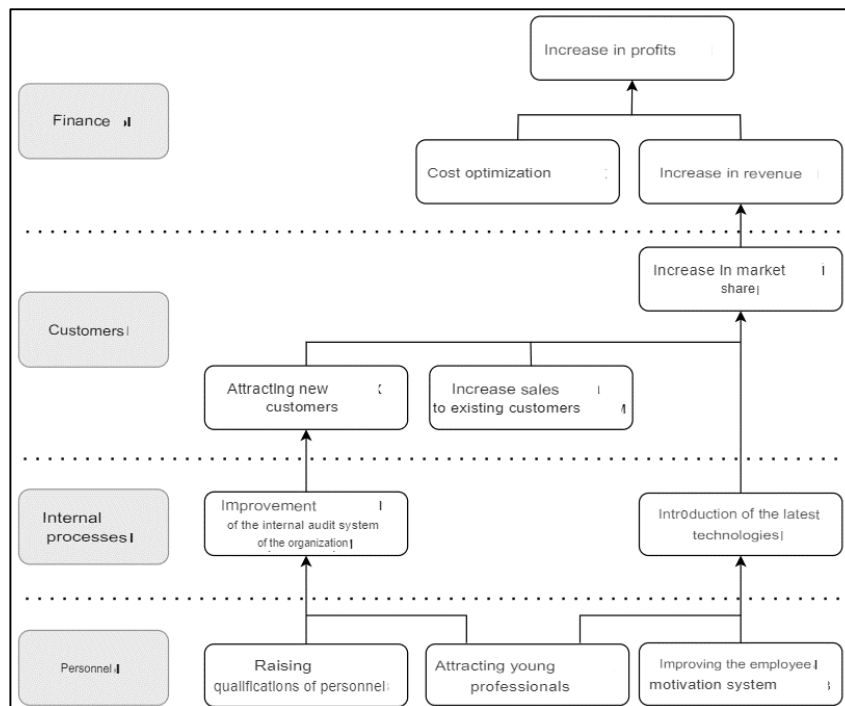 Increase in profits
Finance
Cost optimization
Increase in revenue
Increase in market
share
Customers
Attracting new
customers
Increase sales
to existing customers
Internal
processes
Improvement
of the internal audit system
of the organization
Introduction of the latest
technologies
Personnel
Raising
qualifications of personnel
Attracting young
professionals
Improving the employee
motivation system